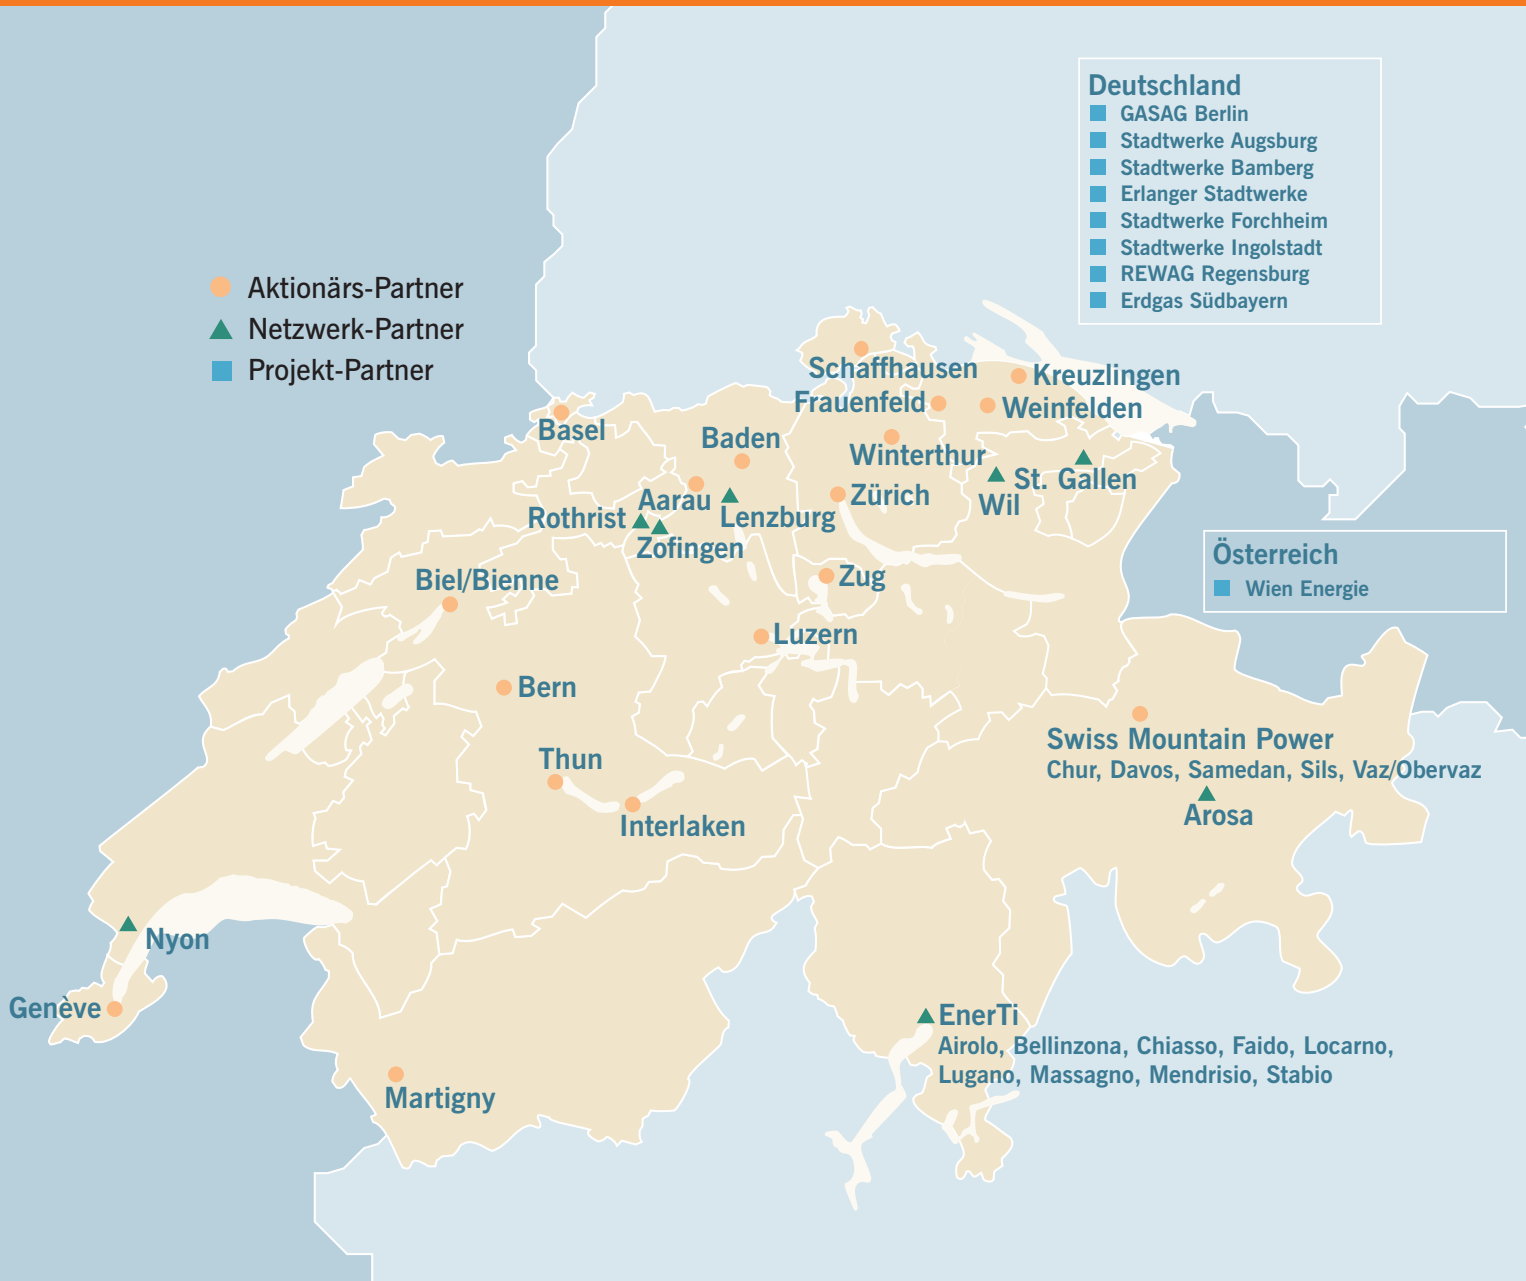 Deutschland
GASAG Berlin
Stadtwerke Augsburg
Stadtwerke Bamberg
Erlanger Stadtwerke
Stadtwerke Forchheim
Stadtwerke Ingolstadt
REWAG Regensburg
Erdgas Südbayern
Aktionärs-Partner
Netzwerk-Partner
Projekt-Partner
Schaffhausen
Kreuzlingen
Frauenfeld
Weinfelden
Basel
Baden
Winterthur
St. Gallen
Aarau
Zürich
Wil
Rothrist
Lenzburg
Zofingen
Österreich
Wien Energie
Biel/Bienne
Zug
Luzern
Bern
Swiss Mountain Power
Chur, Davos, Samedan, Sils, Vaz/Obervaz
Thun
Arosa
Interlaken
Nyon
Genève
EnerTi
Airolo, Bellinzona, Chiasso, Faido, Locarno,
Lugano, Massagno, Mendrisio, Stabio
Martigny